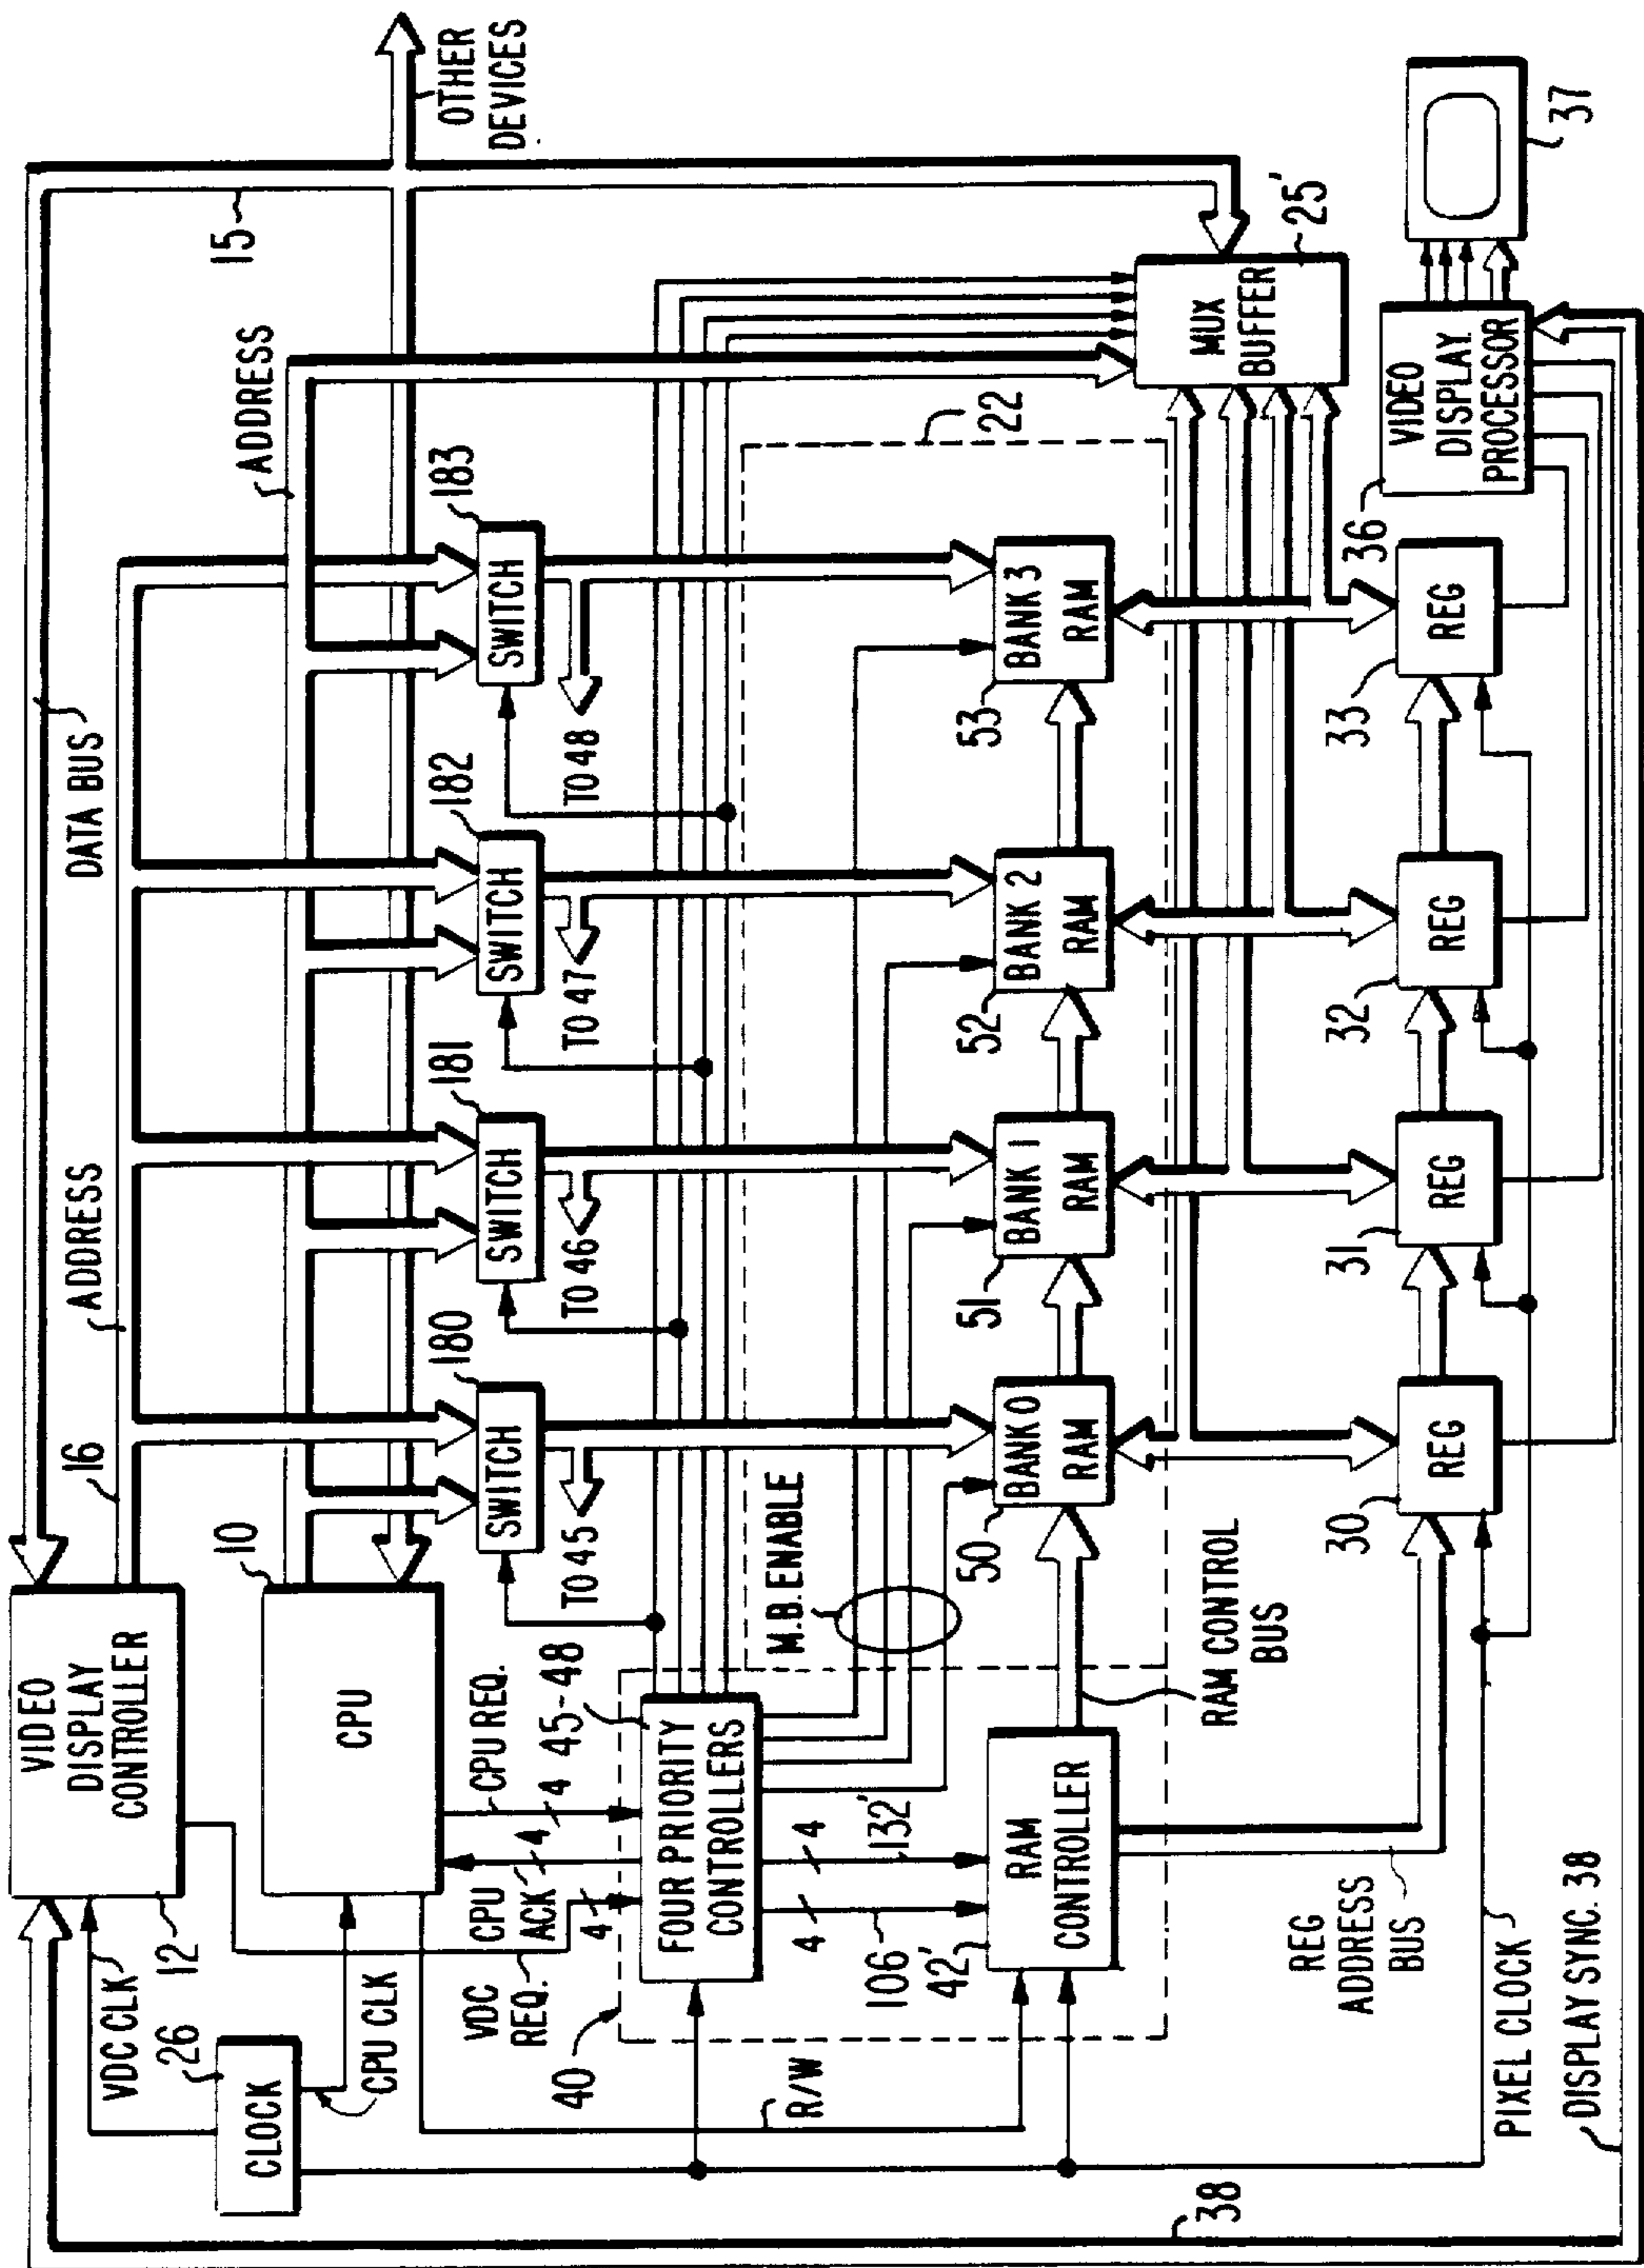 VIDEO
DISPLAY
CONTROLLER
12
VDC CLK
26
CLOCK
CPU CLK
CPU
10
16
ADDRESS
DATA BUS
ADDRESS
15
OTHER
DEVICES
CPU REQ.
4
CPU
ACK
4
VDC
REQ.
4
R/W
40
FOUR PRIORITY
CONTROLLERS
45-48
SWITCH
180
TO 45
SWITCH
181
TO 46
SWITCH
182
TO 47
SWITCH
183
TO 48
22
M.B. ENABLE
4
106
4
132'
42'
RAM
CONTROLLER
RAM CONTROL
BUS
BANK 0
RAM
50
BANK 1
RAM
51
BANK 2
RAM
52
BANK 3
RAM
53
MUX
BUFFER
25'
REG
ADDRESS
BUS
REG
30
REG
31
REG
32
REG
33
VIDEO
DISPLAY
PROCESSOR
36
37
PIXEL CLOCK
DISPLAY SYNC. 38
38